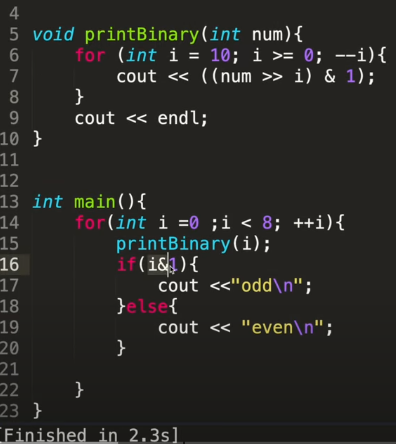 4
5 void printBinary(int num){
6     for (int i = 10; i >= 0; --i){
7         cout << ((num >> i) & 1);
8     }
9     cout << endl;
10 }
11
12
13 int main(){
14     for(int i =0 ;i < 8; ++i){
15         printBinary(i);
16         if(i&1){
17             cout <<"odd\n";
18         }else{
19             cout << "even\n";
20         }
21
22     }
23 }
[Finished in 2.3s]